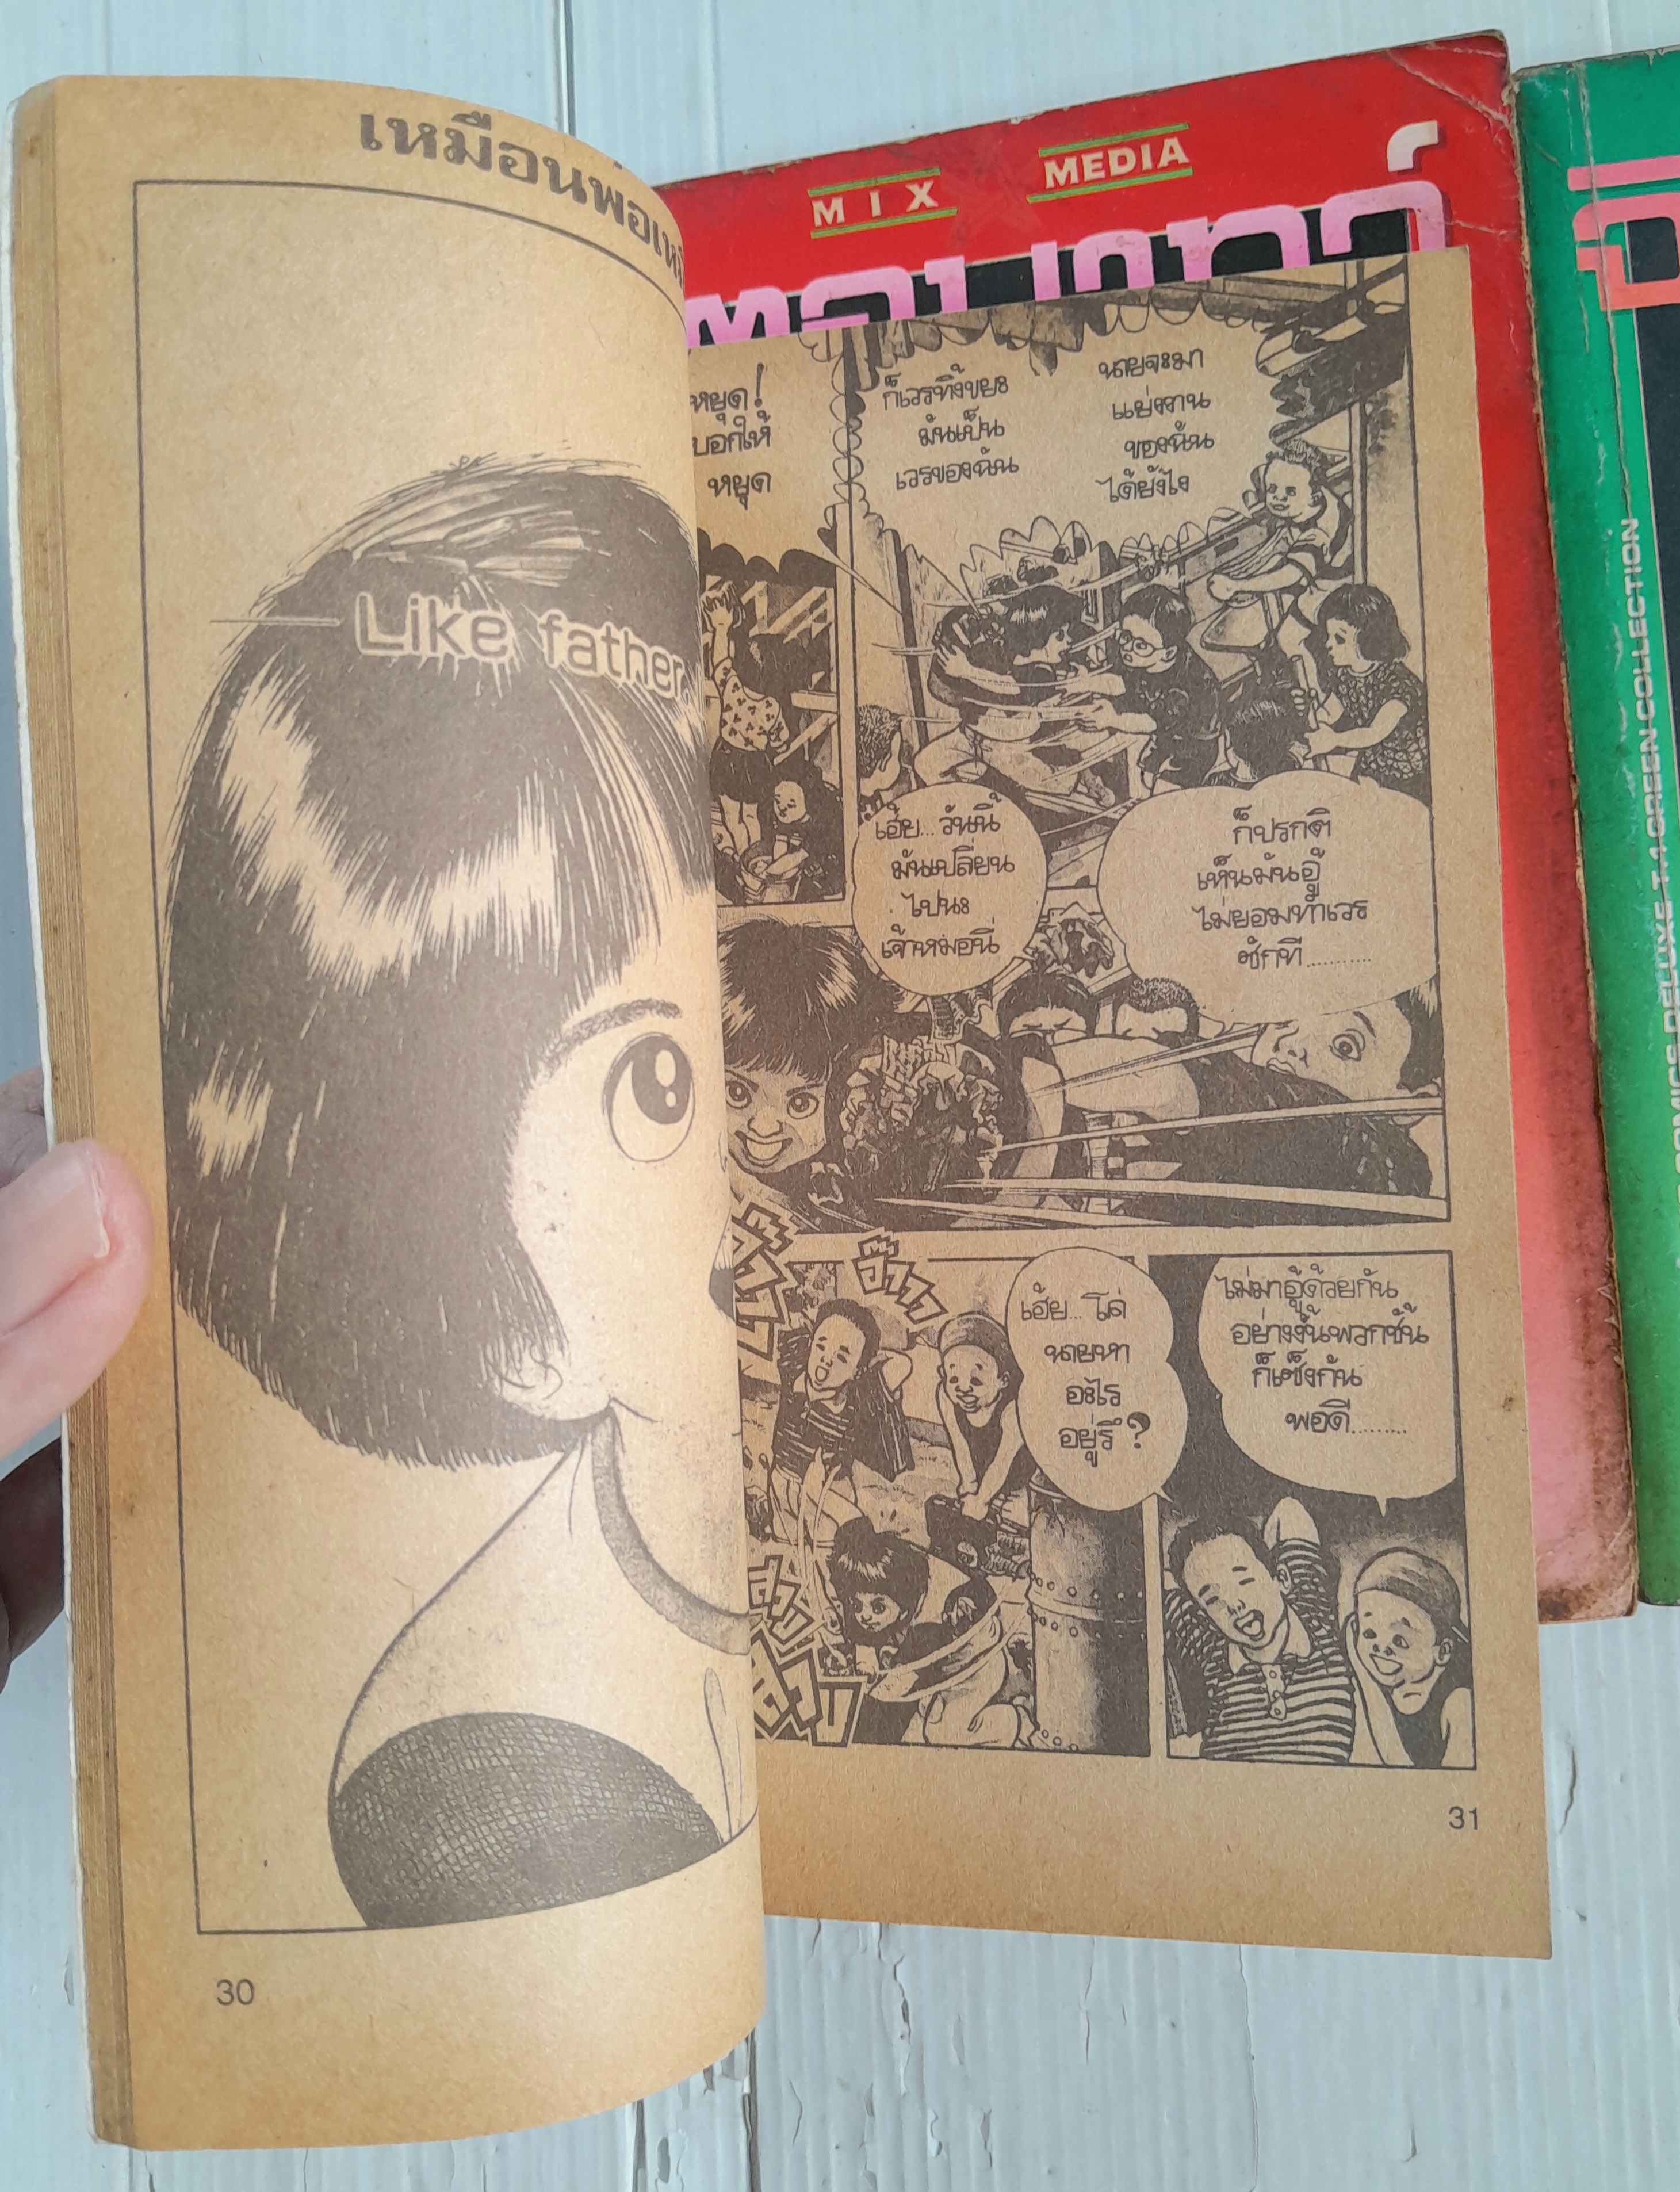 เหมือนพ่อ
Like father,
30
หยุด!
บอกให้
หยุด
ก็เวรทิ้งขยะ
มันเป็น
เวรของฉัน
นายจะมา
แย่งงาน
ของฉัน
ได้ยังไง
เฮ้ย... วันนี้
มันเปลี่ยน
ไปนะ
เจ้าหมอนี่
ก็ปรกติ
เห็นมันอู้
ไม่ยอมทำเวร
ซักที............
อ๊าวว
เฮ้ย... โค่
นายหา
อะไร
อยู่รึ?
ไม่มาอู้ด้วยกัน
อย่างงั้นพวกชั้น
ก็เซ็งกัน
พอดี.........
31
MIX MEDIA
COMICS DELUXE T-1 GREEN COLLECTION